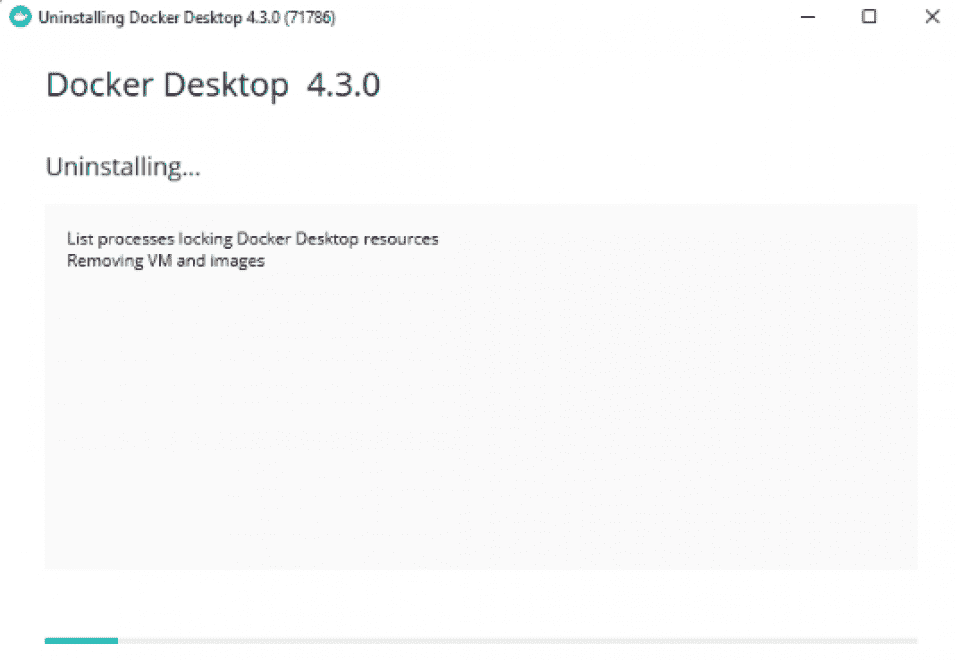 Uninstalling Docker Desktop 4.3.0 (71786)
Docker Desktop 4.3.0
Uninstalling...
List processes locking Docker Desktop resources
Removing VM and images